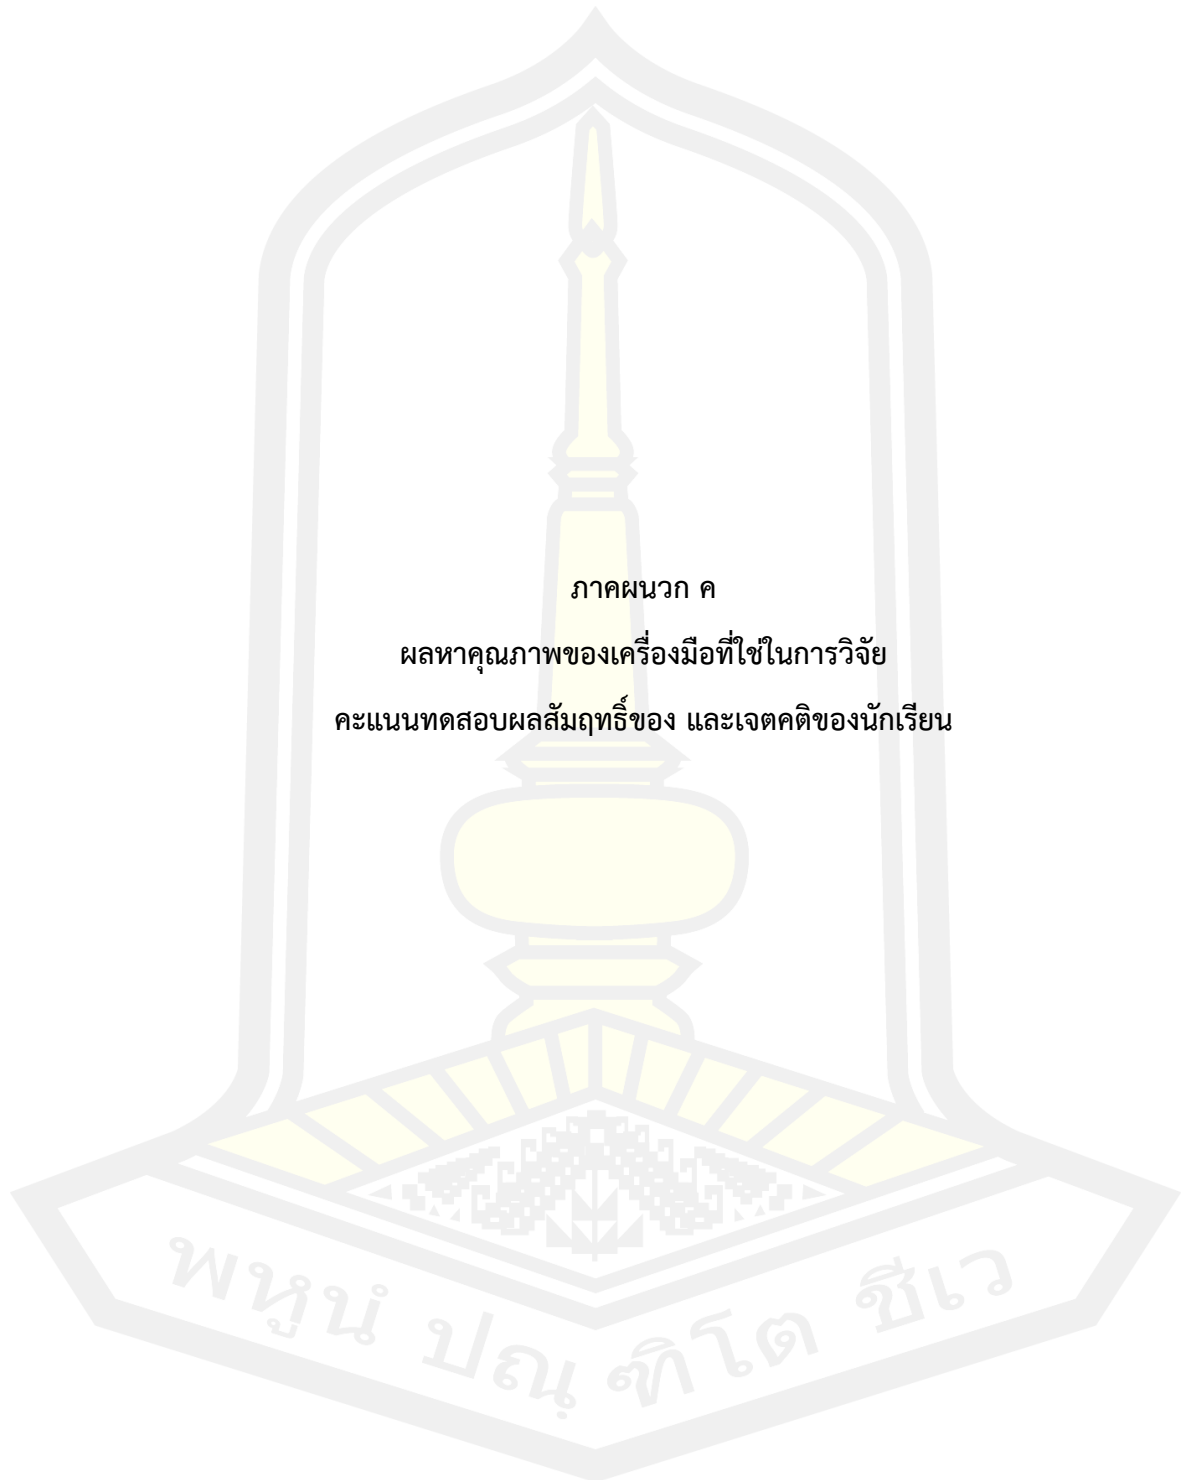 ภาคผนวก ค
ผลหาคุณภาพของเครื่องมือที่ใช่ในการวิจัย
คะแนนทดสอบผลสัมฤทธิ์ของ และเจตคติของนักเรียน
พหูนํ ปณฺฑิโต ชีเว